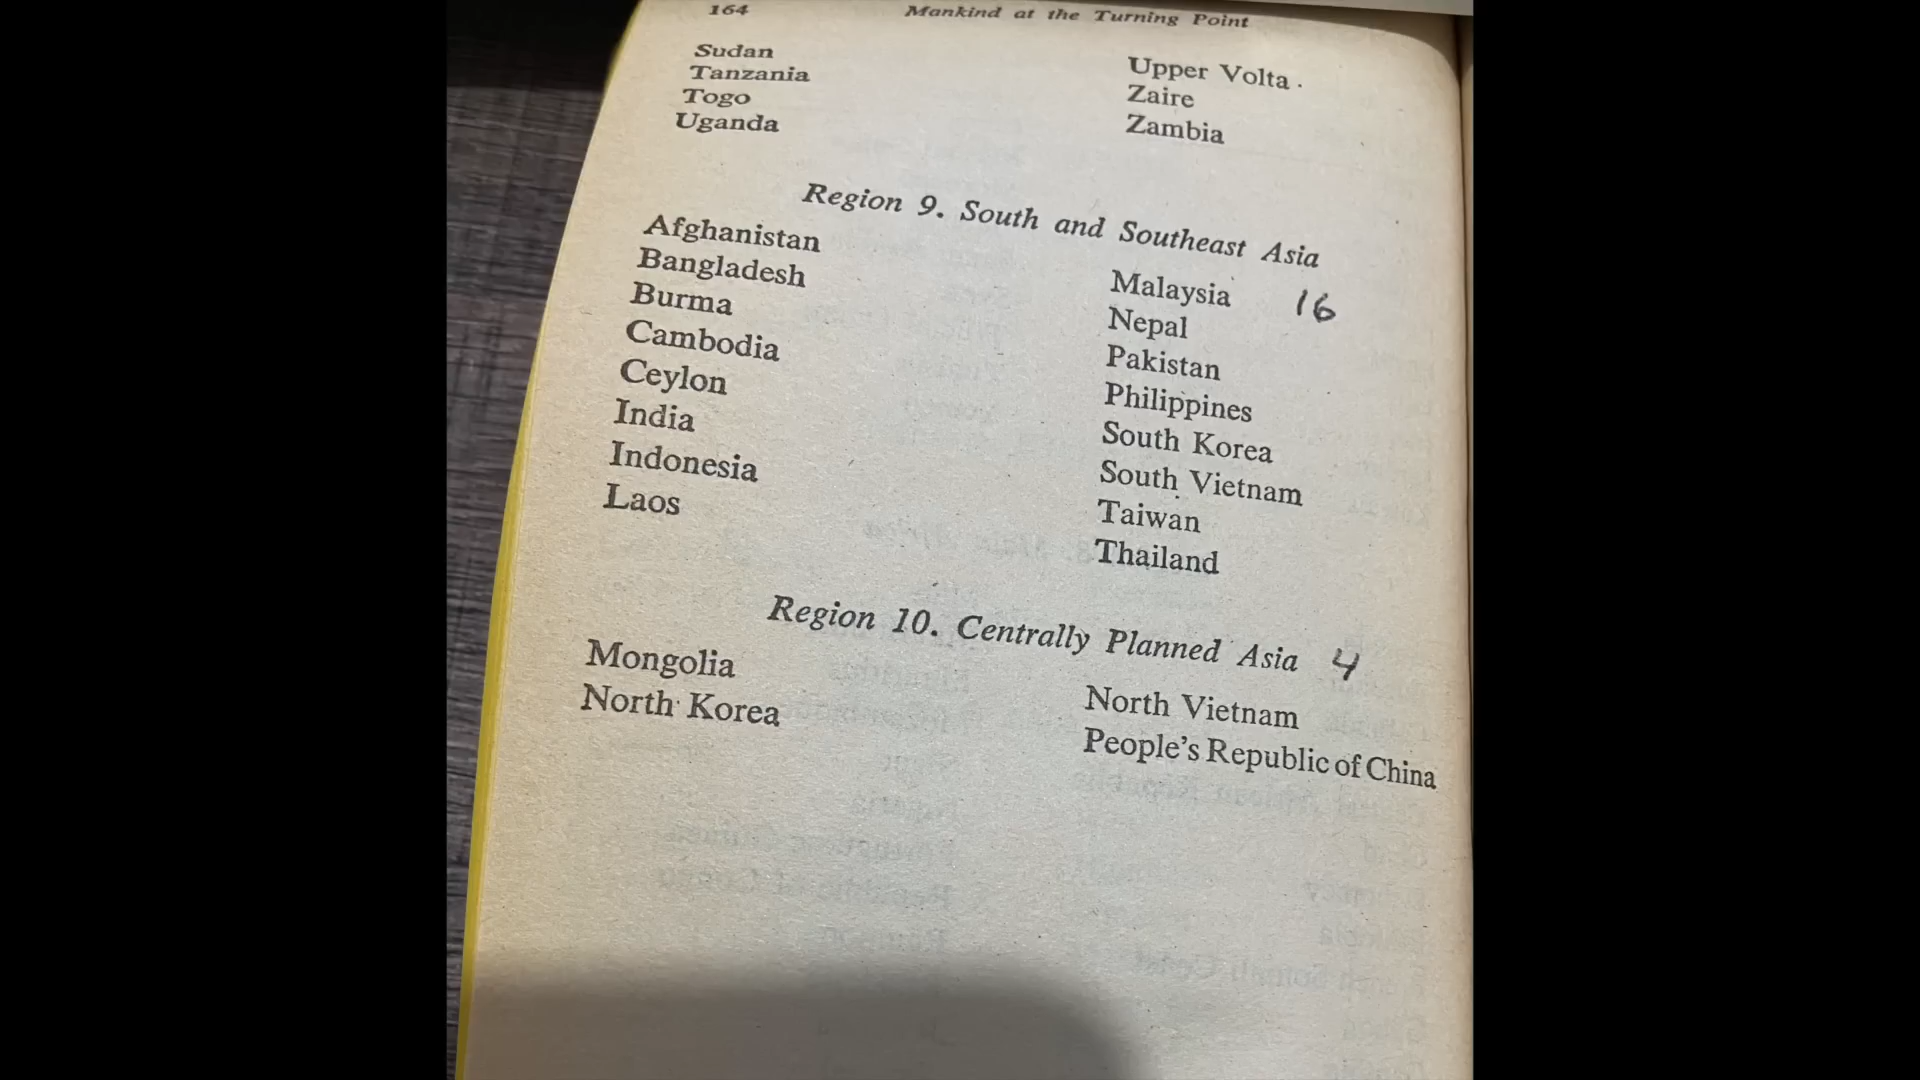 164 Mankind at the Turning Point
Sudan
Tanzania
Togo
Uganda
Upper Volta
Zaire
Zambia
Region 9. South and Southeast Asia
Afghanistan
Bangladesh
Burma
Cambodia
Ceylon
India
Indonesia
Laos
Malaysia 16
Nepal
Pakistan
Philippines
South Korea
South Vietnam
Taiwan
Thailand
Region 10. Centrally Planned Asia 4
Mongolia
North Korea
North Vietnam
People's Republic of China